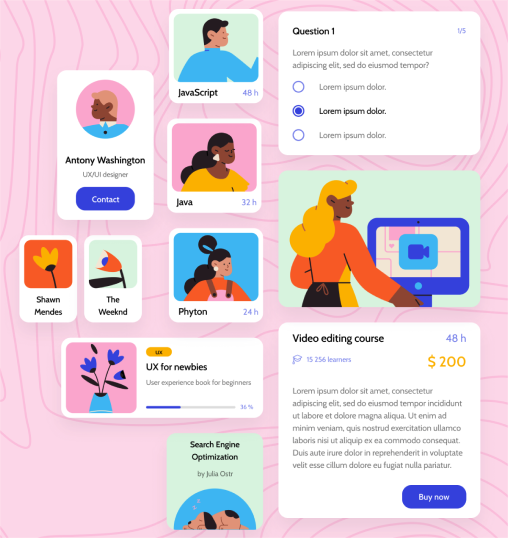 Antony Washington
UX/UI designer
Contact
Shawn
Mendes
The
Weeknd
JavaScript 48 h
Java 32 h
Phyton 24 h
UX
UX for newbies
User experience book for beginners
36 %
Search Engine
Optimization
by Julia Ostr
Question 1 1/5
Lorem ipsum dolor sit amet, consectetur
adipiscing elit, sed do eiusmod tempor?
Lorem ipsum dolor.
Lorem ipsum dolor.
Lorem ipsum dolor.
Video editing course 48 h
15 256 learners $ 200
Lorem ipsum dolor sit amet, consectetur
adipiscing elit, sed do eiusmod tempor incididunt
ut labore et dolore magna aliqua. Ut enim ad
minim veniam, quis nostrud exercitation ullamco
laboris nisi ut aliquip ex ea commodo consequat.
Duis aute irure dolor in reprehenderit in voluptate
velit esse cillum dolore eu fugiat nulla pariatur.
Buy now